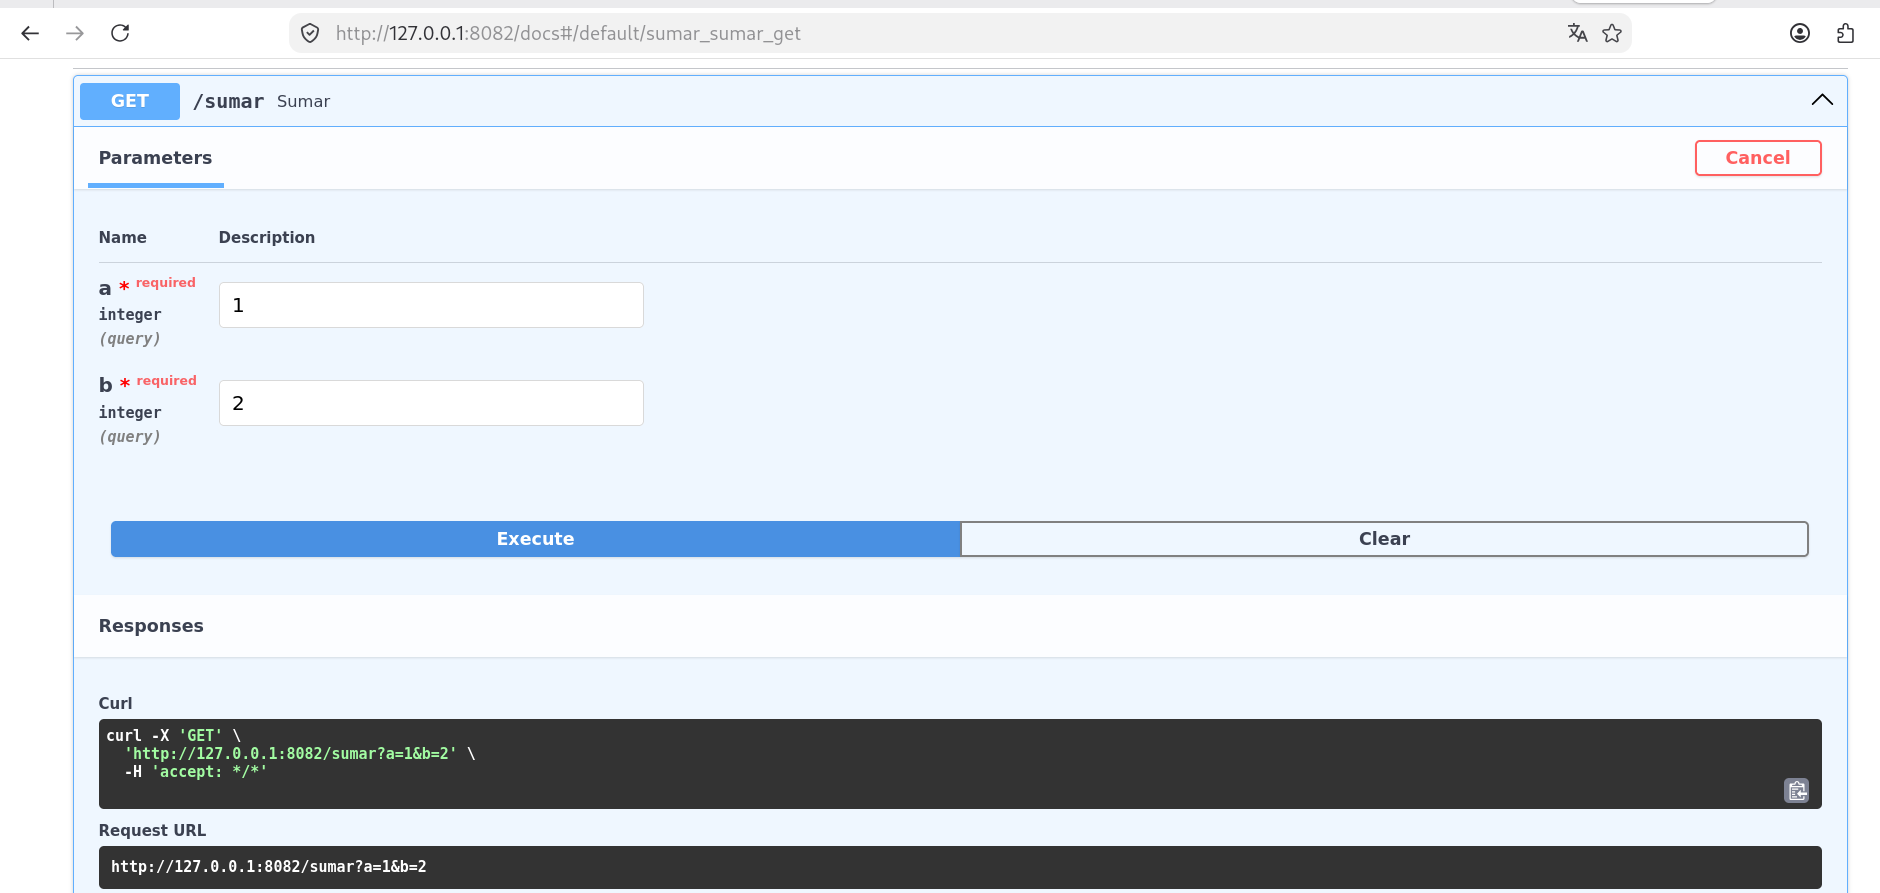 http://127.0.0.1:8082/docs#/default/sumar_sumar_get
GET /sumar Sumar
Parameters
Cancel
Name Description
a * required
integer
(query)
1
b * required
integer
(query)
2
Execute
Clear
Responses
Curl
curl -X 'GET' \
  'http://127.0.0.1:8082/sumar?a=1&b=2' \
  -H 'accept: */*'
Request URL
http://127.0.0.1:8082/sumar?a=1&b=2